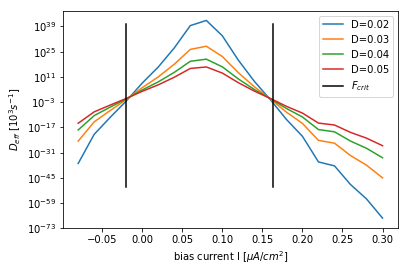 10^39
10^25
10^11
10^−3
10^−17
10^−31
10^−45
10^−59
10^−73
D_eff [10^3 s^−1]
D=0.02
D=0.03
D=0.04
D=0.05
F_crit
−0.05 0.00 0.05 0.10 0.15 0.20 0.25 0.30
bias current I [μA/cm^2]